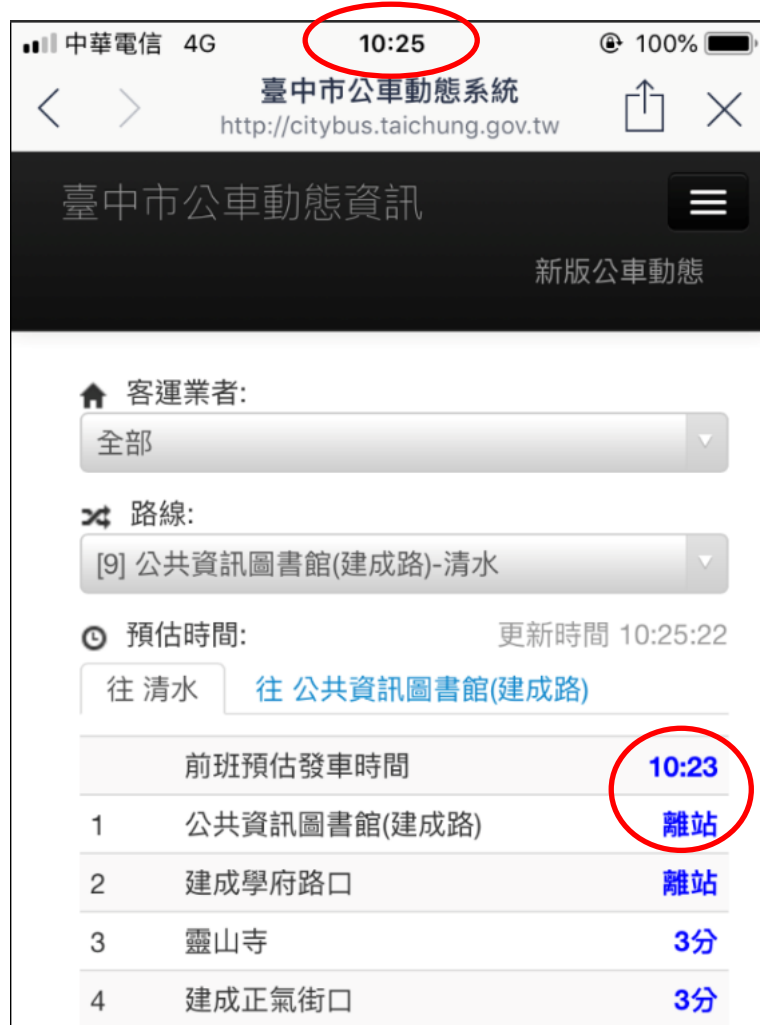 中華電信 4G 10:25 100%
臺中市公車動態系統
http://citybus.taichung.gov.tw
臺中市公車動態資訊
新版公車動態
客運業者:
全部
路線:
[9] 公共資訊圖書館(建成路)-清水
預估時間: 更新時間 10:25:22
往 清水 往 公共資訊圖書館(建成路)
前班預估發車時間 10:23
1 公共資訊圖書館(建成路) 離站
2 建成學府路口 離站
3 靈山寺 3分
4 建成正氣街口 3分